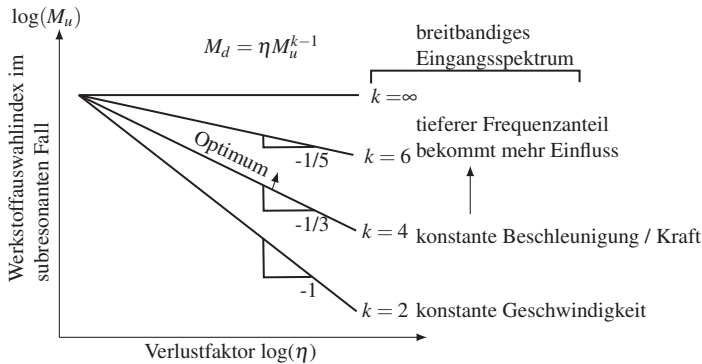 log(M_u)
M_d = ηM_u^{k−1}
breitbandiges
Eingangsspektrum
Werkstoffauswahlindex im
subresonanten Fall
k = ∞
tieferer Frequenzanteil
bekommt mehr Einfluss
k = 6
-1/5
Optimum
-1/3
k = 4 konstante Beschleunigung / Kraft
-1
k = 2 konstante Geschwindigkeit
Verlustfaktor log(η)